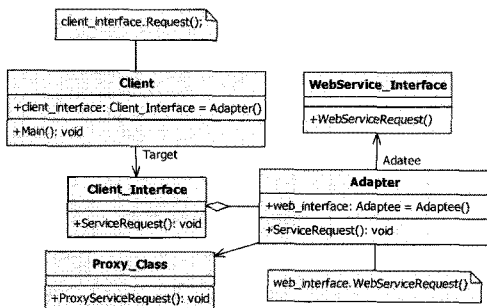 client_interface.Request();
Client
+client_interface: Client_Interface = Adapter()
+Main(): void
Target
WebService_Interface
+WebServiceRequest()
Adatee
Client_Interface
+ServiceRequest(): void
Adapter
+web_interface: Adaptee = Adaptee()
+ServiceRequest(): void
Proxy_Class
+ProxyServiceRequest(): void
web_interface.WebServiceRequest()